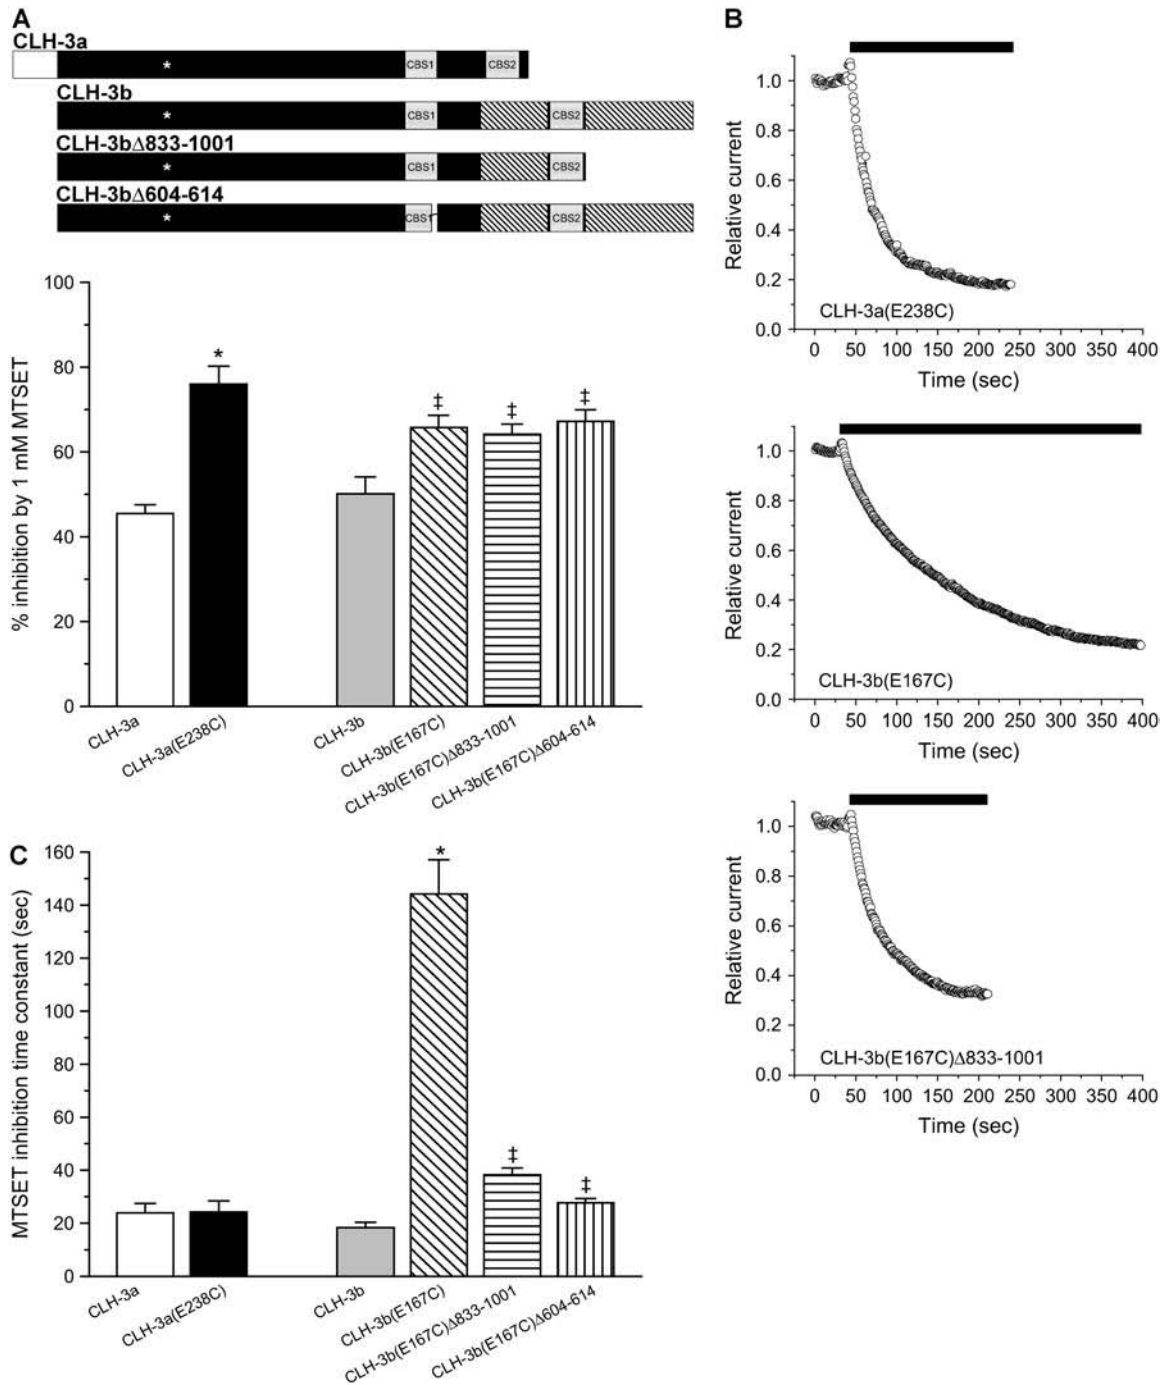 A
CLH-3a
* CBS1 CBS2
CLH-3b
* CBS1 CBS2
CLH-3bΔ833-1001
* CBS1 CBS2
CLH-3bΔ604-614
* CBS1 CBS2
% inhibition by 1 mM MTSET
100
80
60
40
20
0
*
‡
‡
‡
CLH-3a
CLH-3a(E238C)
CLH-3b
CLH-3b(E167C)
CLH-3b(E167C)Δ833-1001
CLH-3b(E167C)Δ604-614
B
Relative current
1.0
0.8
0.6
0.4
0.2
0.0
CLH-3a(E238C)
0 50 100 150 200 250 300 350 400
Time (sec)
Relative current
1.0
0.8
0.6
0.4
0.2
0.0
CLH-3b(E167C)
0 50 100 150 200 250 300 350 400
Time (sec)
Relative current
1.0
0.8
0.6
0.4
0.2
0.0
CLH-3b(E167C)Δ833-1001
0 50 100 150 200 250 300 350 400
Time (sec)
C
MTSET inhibition time constant (sec)
160
140
120
100
80
60
40
20
0
*
‡
‡
CLH-3a
CLH-3a(E238C)
CLH-3b
CLH-3b(E167C)
CLH-3b(E167C)Δ833-1001
CLH-3b(E167C)Δ604-614